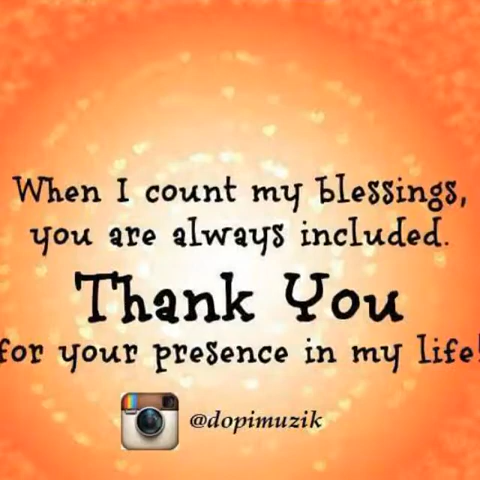 When I count my blessings,
you are always included.
Thank You
for your presence in my life!
@dopimuzik